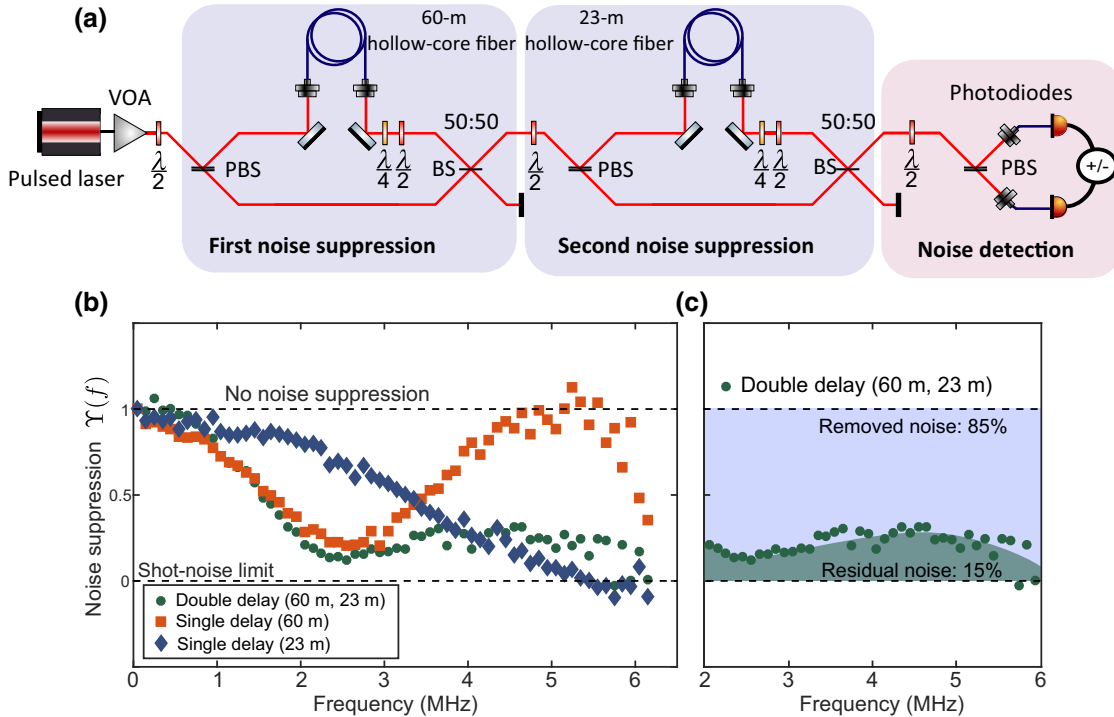 (a)
60-m
hollow-core fiber
23-m
hollow-core fiber
VOA
50:50
50:50
Photodiodes
λ/2
PBS
λ/4
λ/2
BS
λ/2
PBS
λ/4
λ/2
BS
λ/2
PBS
+/-
Pulsed laser
First noise suppression
Second noise suppression
Noise detection
(b)
Noise suppression ϒ(f)
1
0.5
0
No noise suppression
Shot-noise limit
Double delay (60 m, 23 m)
Single delay (60 m)
Single delay (23 m)
0
1
2
3
4
5
6
Frequency (MHz)
(c)
Double delay (60 m, 23 m)
Removed noise: 85%
Residual noise: 15%
2
3
4
5
6
Frequency (MHz)